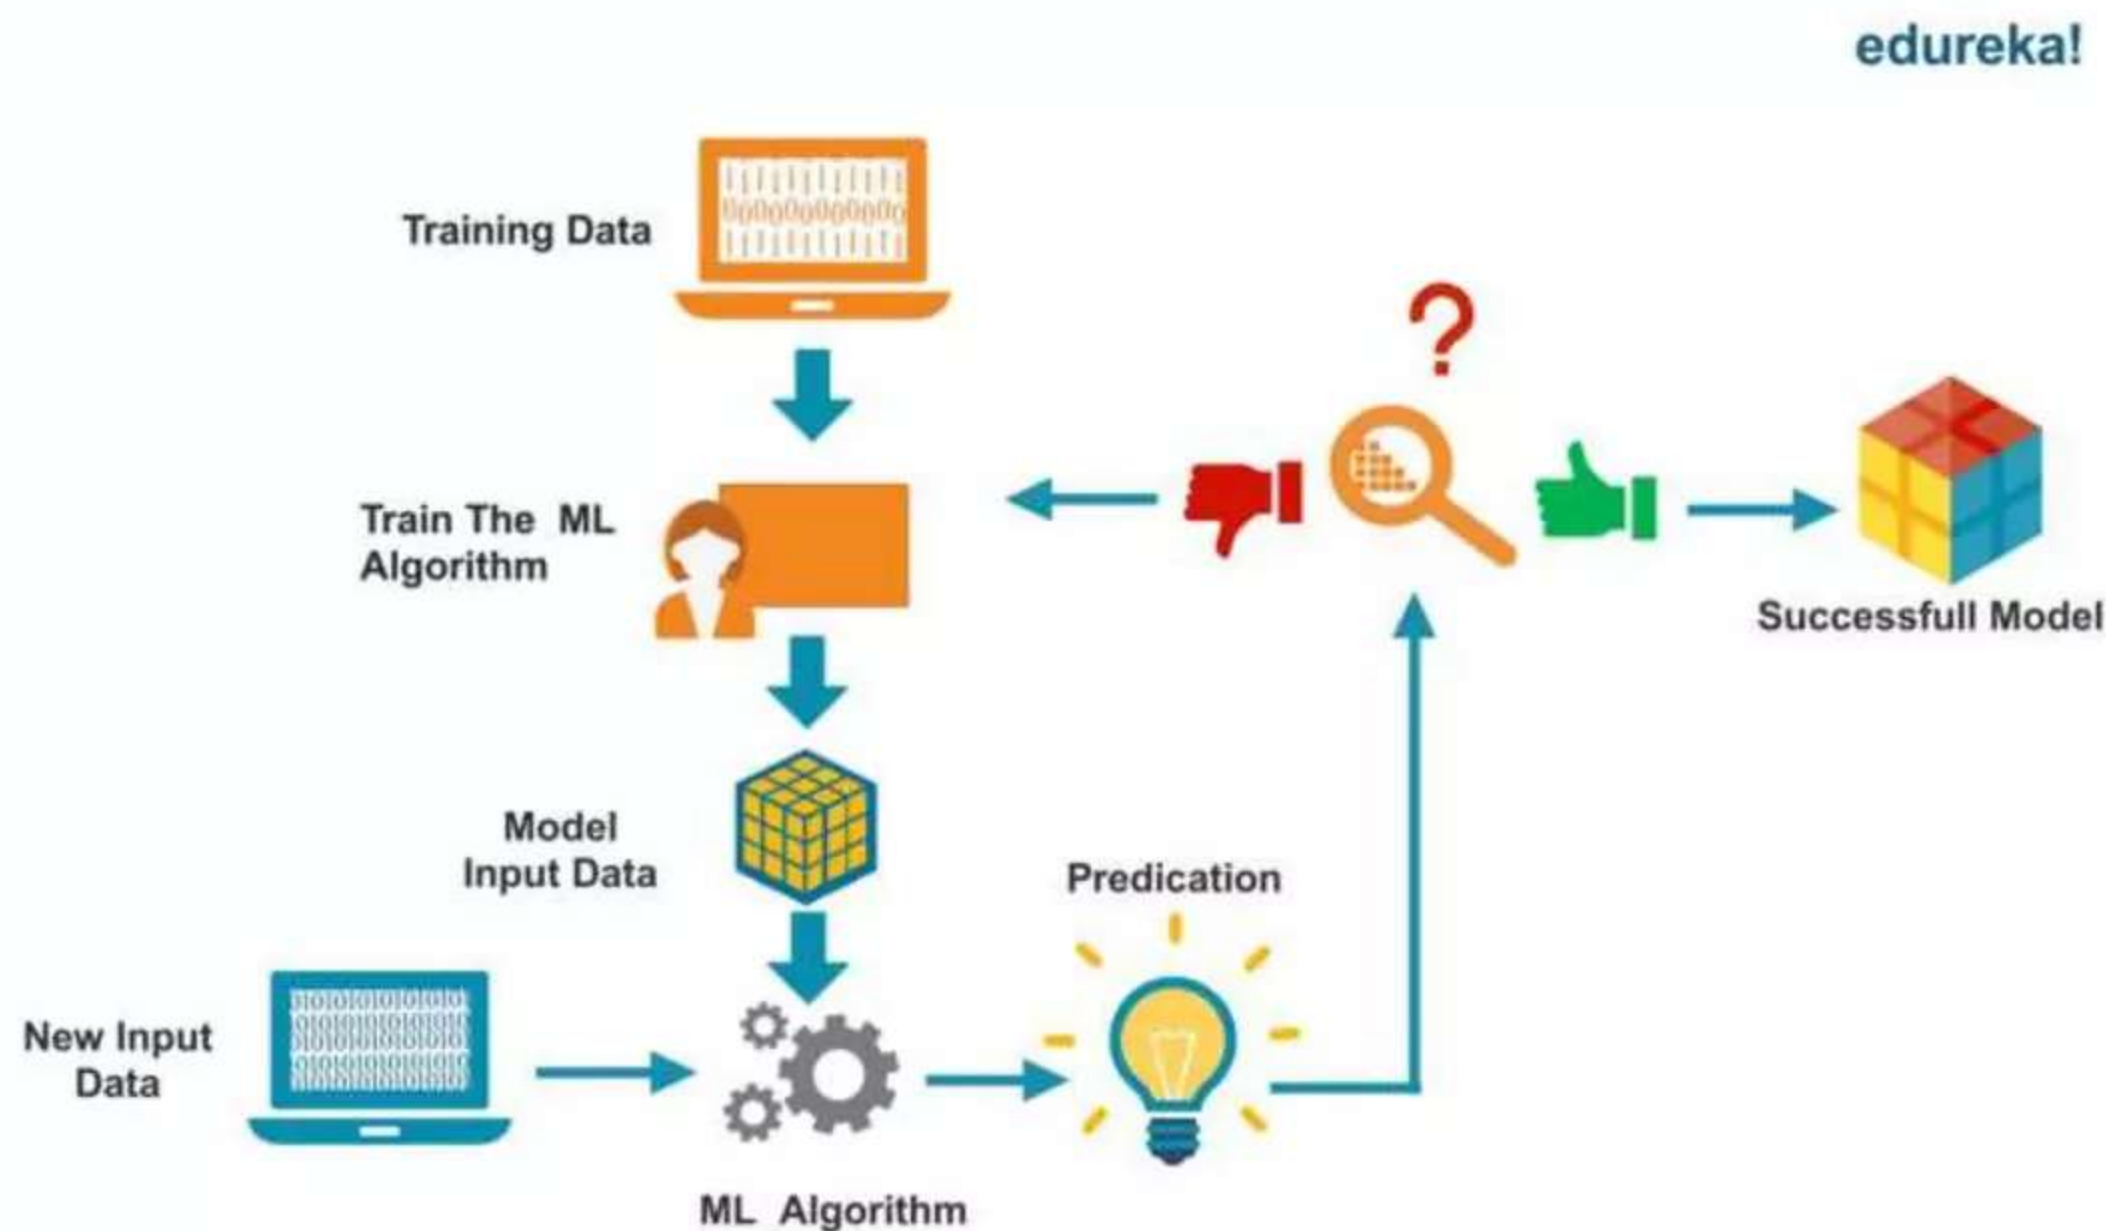 edureka!
Training Data
Train The ML
Algorithm
Successfull Model
Model
Input Data
Predication
New Input
Data
ML Algorithm